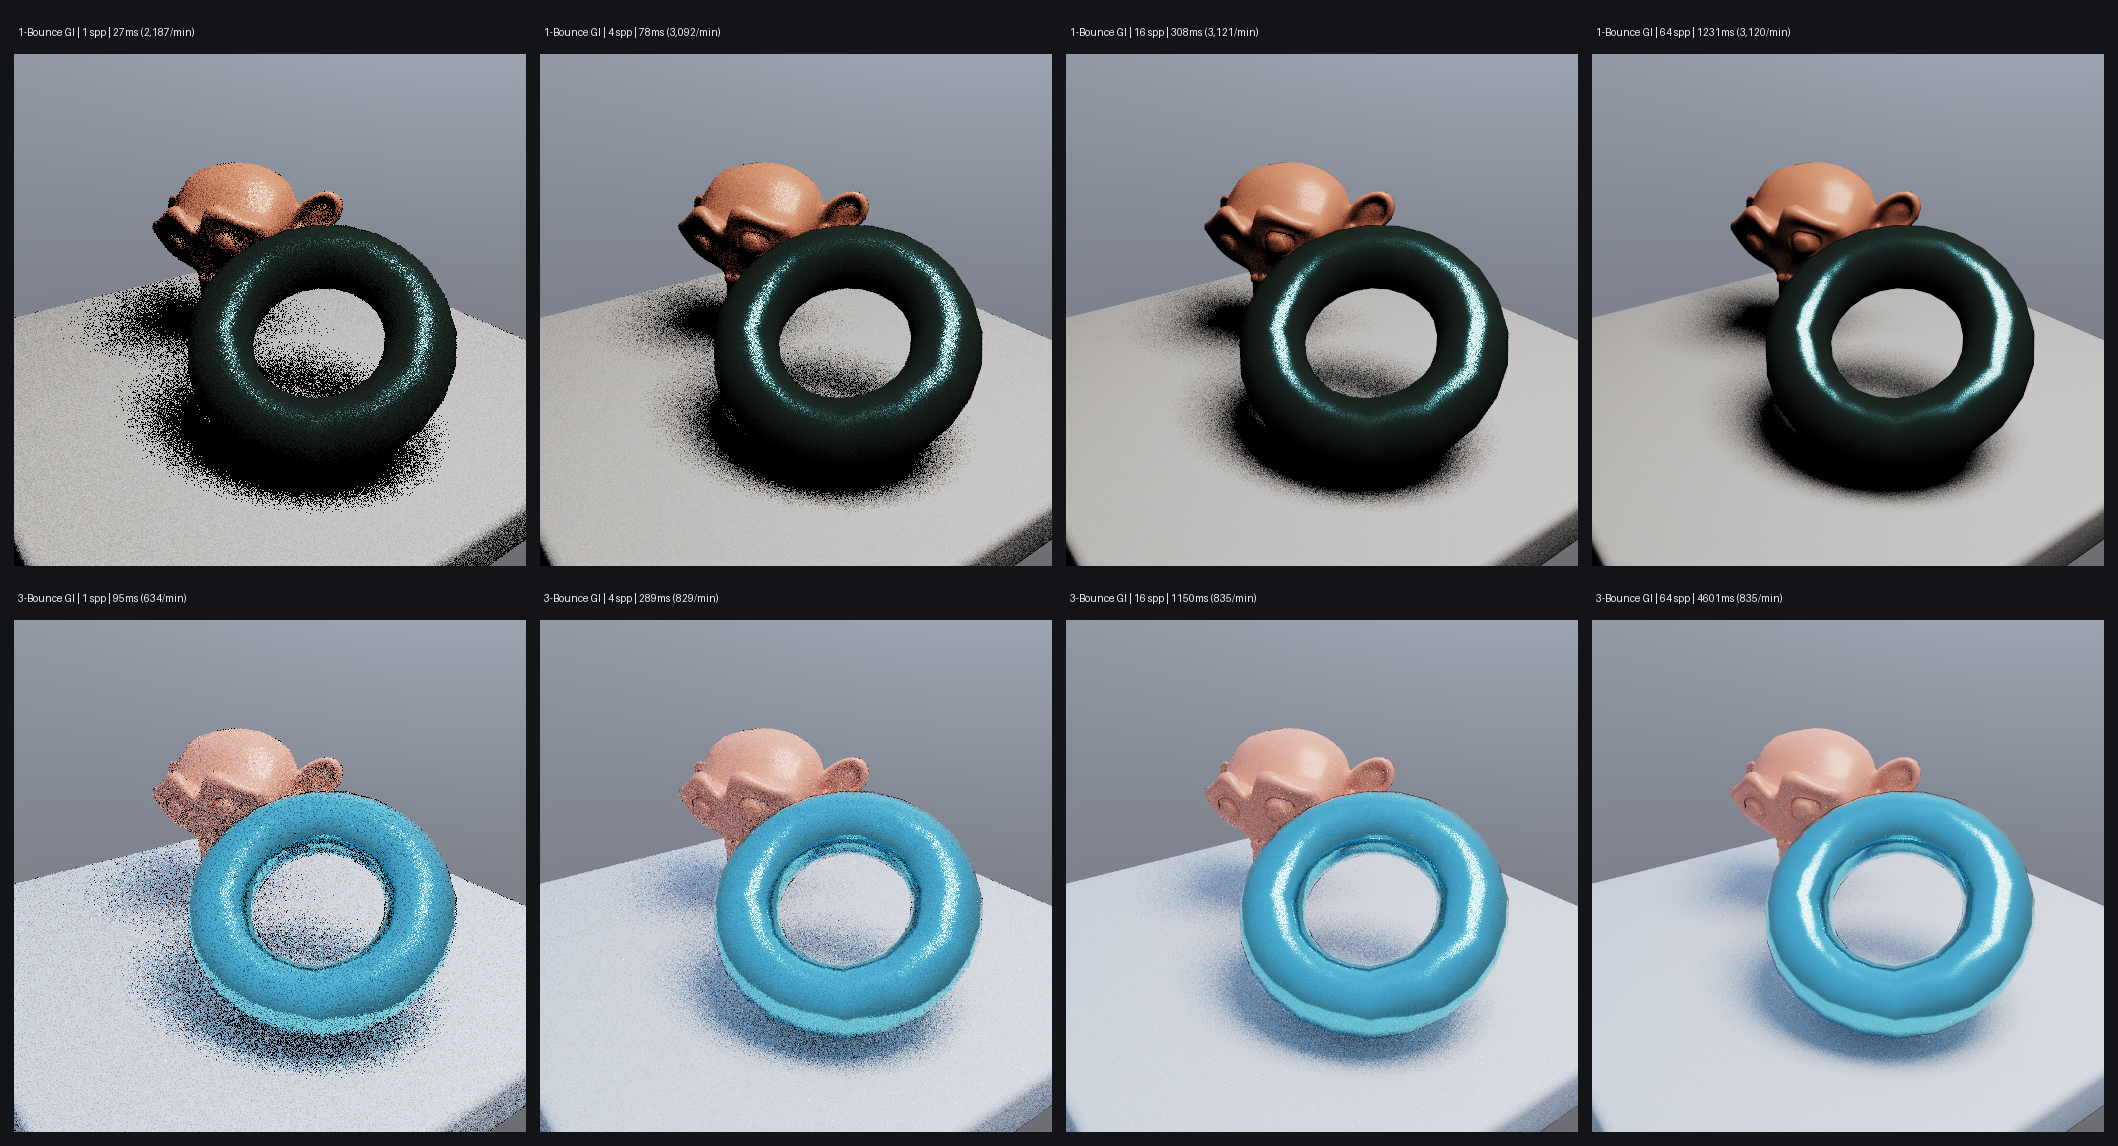 1-Bounce GI | 1 spp | 27ms (2,187/min)
1-Bounce GI | 4 spp | 78ms (3,092/min)
1-Bounce GI | 16 spp | 308ms (3,121/min)
1-Bounce GI | 64 spp | 1231ms (3,120/min)
3-Bounce GI | 1 spp | 95ms (634/min)
3-Bounce GI | 4 spp | 289ms (829/min)
3-Bounce GI | 16 spp | 1150ms (835/min)
3-Bounce GI | 64 spp | 4601ms (835/min)